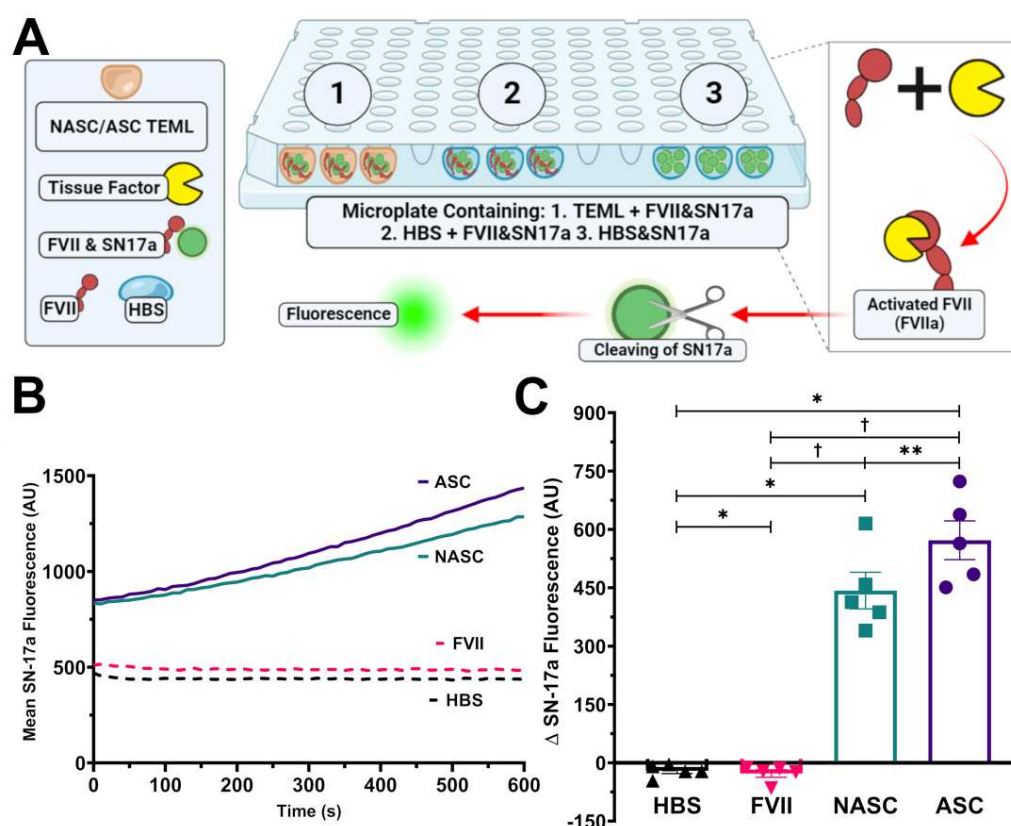 A
NASC/ASC TEML
Tissue Factor
FVII & SN17a
FVII
HBS
1
2
3
Microplate Containing: 1. TEML + FVII&SN17a
2. HBS + FVII&SN17a 3. HBS&SN17a
+
Activated FVII
(FVIIa)
Cleaving of SN17a
Fluorescence
B
Mean SN-17a Fluorescence (AU)
1500
1000
500
0
0 100 200 300 400 500 600
Time (s)
ASC
NASC
FVII
HBS
C
Δ SN-17a Fluorescence (AU)
900
750
600
450
300
150
0
-150
*
†
† **
*
*
HBS FVII NASC ASC